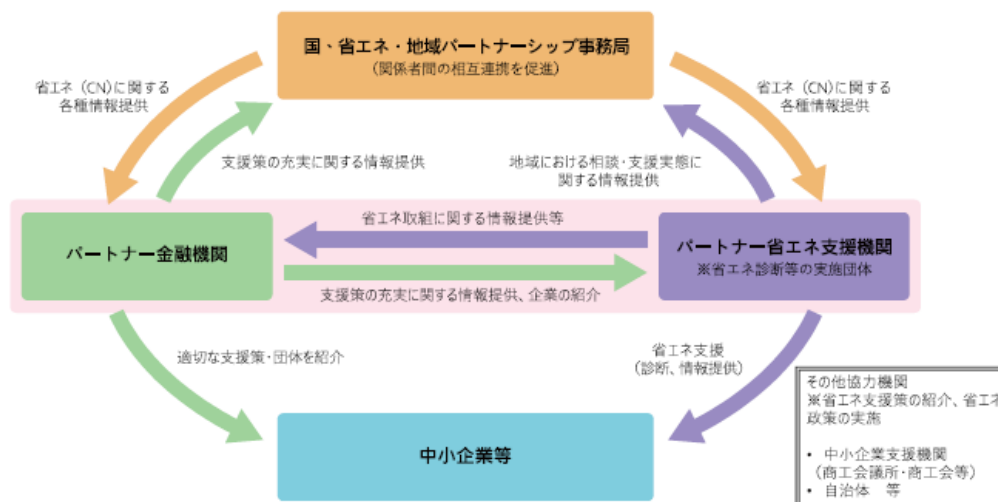 国、省エネ・地域パートナーシップ事務局
(関係者間の相互連携を促進)
省エネ (CN)に関する
各種情報提供
省エネ (CN)に関する
各種情報提供
支援策の充実に関する情報提供
地域における相談・支援実態に
関する情報提供
省エネ取組に関する情報提供等
パートナー金融機関
パートナー省エネ支援機関
※省エネ診断等の実施団体
支援策の充実に関する情報提供、企業の紹介
適切な支援策・団体を紹介
省エネ支援
(診断、情報提供)
中小企業等
その他協力機関
※省エネ支援策の紹介、省エネ
政策の実施
• 中小企業支援機関
(商工会議所・商工会等)
• 自治体 等